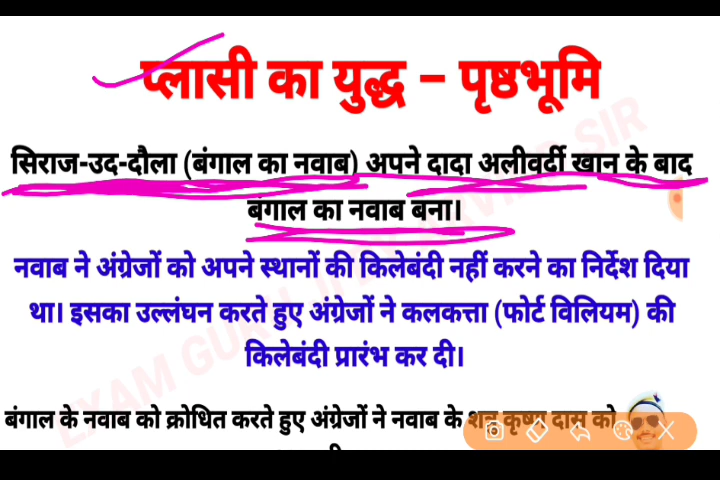 प्लासी का युद्ध – पृष्ठभूमि
सिराज-उद-दौला (बंगाल का नवाब) अपने दादा अलीवर्दी खान के बाद
बंगाल का नवाब बना।
नवाब ने अंग्रेजों को अपने स्थानों की किलेबंदी नहीं करने का निर्देश दिया
था। इसका उल्लंघन करते हुए अंग्रेजों ने कलकत्ता (फोर्ट विलियम) की
किलेबंदी प्रारंभ कर दी।
बंगाल के नवाब को क्रोधित करते हुए अंग्रेजों ने नवाब के शत्रु कृष्ण दास को